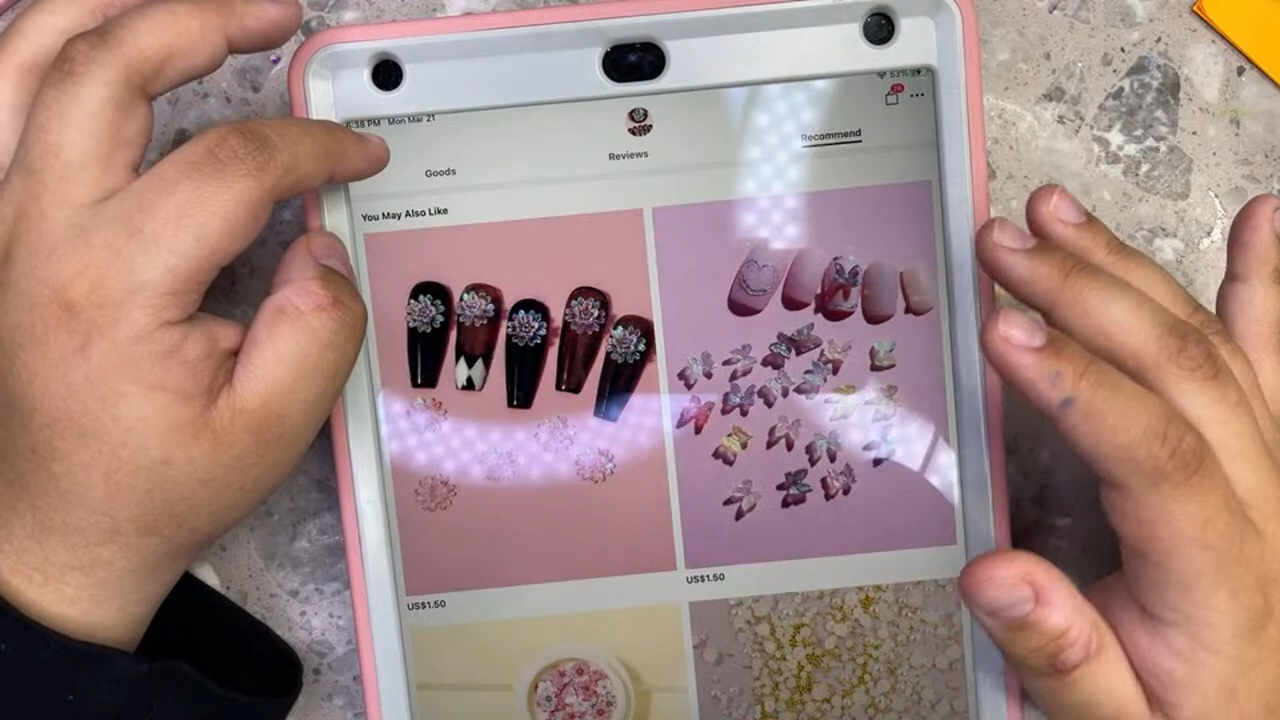 6:38 PM Mon Mar 21
53%
Goods
Reviews
Recommend
You May Also Like
US$1.50
US$1.50